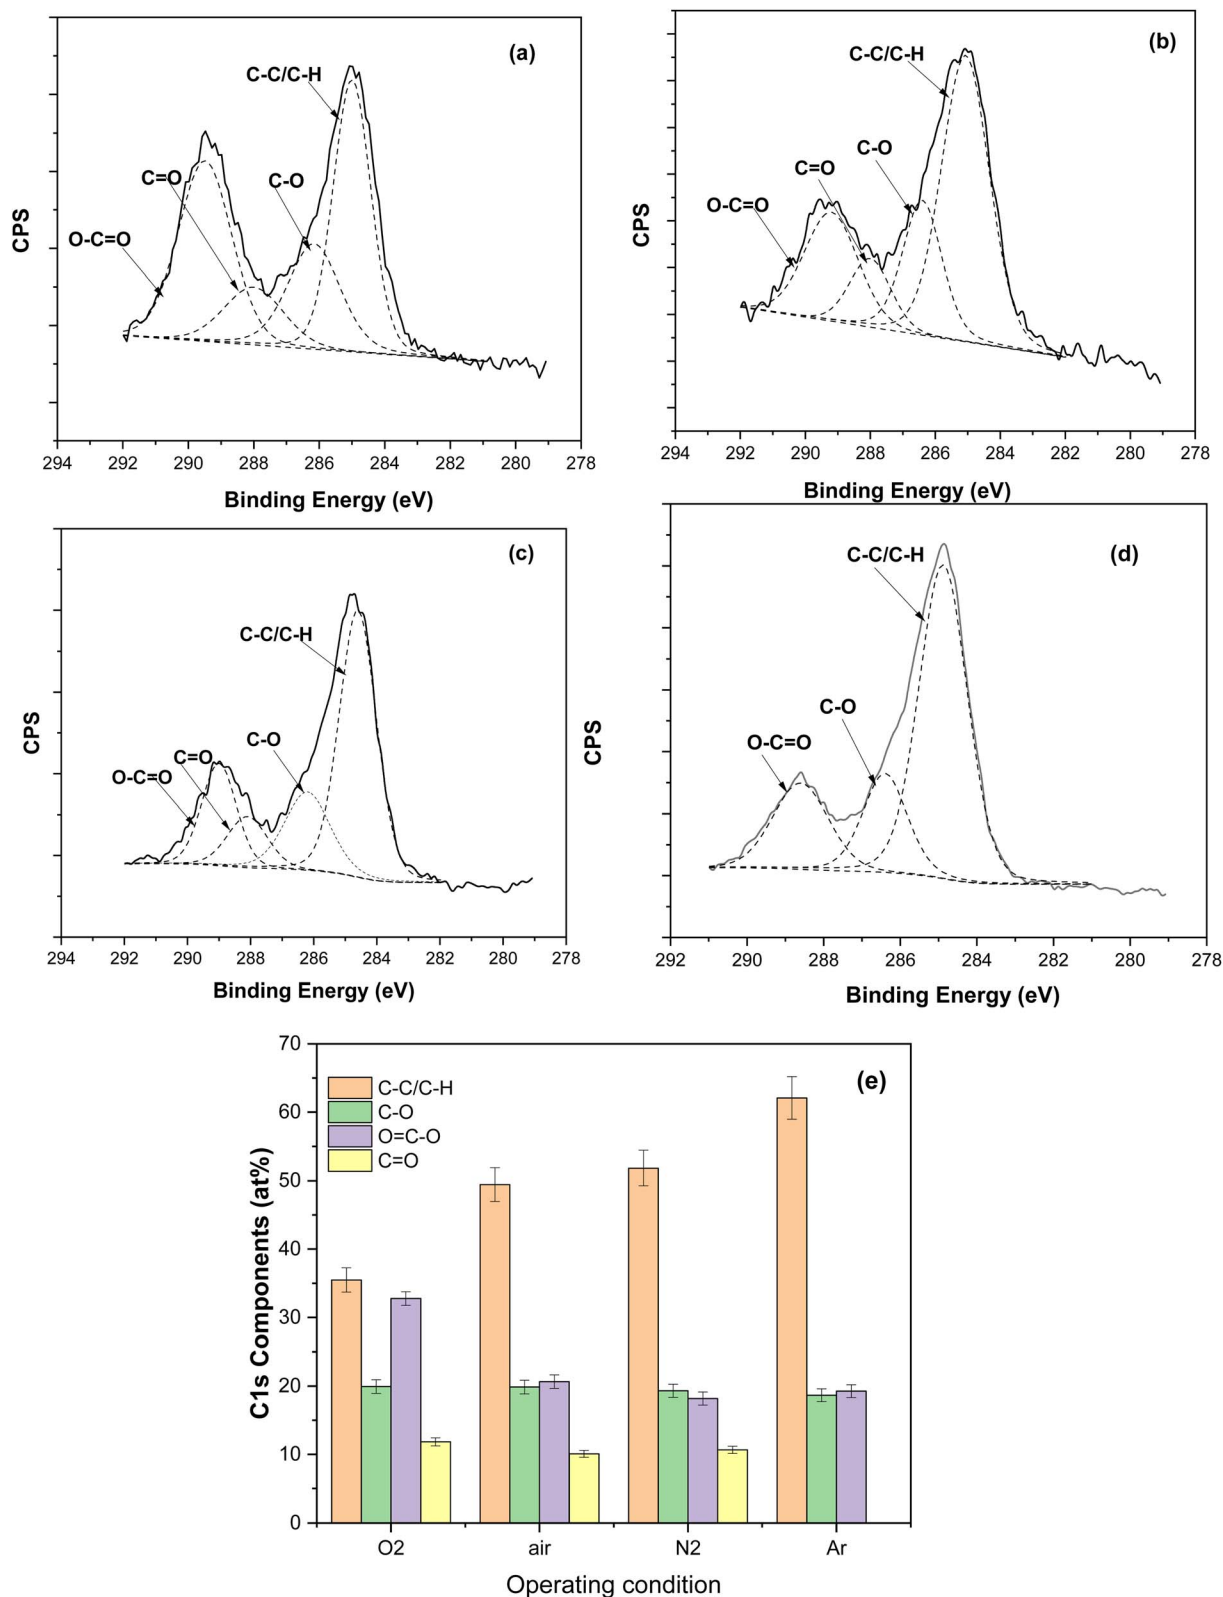 (a)
C-C/C-H
C=O
C-O
O-C=O
CPS
294 292 290 288 286 284 282 280 278
Binding Energy (eV)
(b)
C-C/C-H
C-O
C=O
O-C=O
CPS
294 292 290 288 286 284 282 280 278
Binding Energy (eV)
(c)
C-C/C-H
C-O
C=O
O-C=O
CPS
294 292 290 288 286 284 282 280 278
Binding Energy (eV)
(d)
C-C/C-H
C-O
O-C=O
CPS
292 290 288 286 284 282 280 278
Binding Energy (eV)
(e)
C-C/C-H
C-O
O=C-O
C=O
C1s Components (at%)
70
60
50
40
30
20
10
0
O2 air N2 Ar
Operating condition